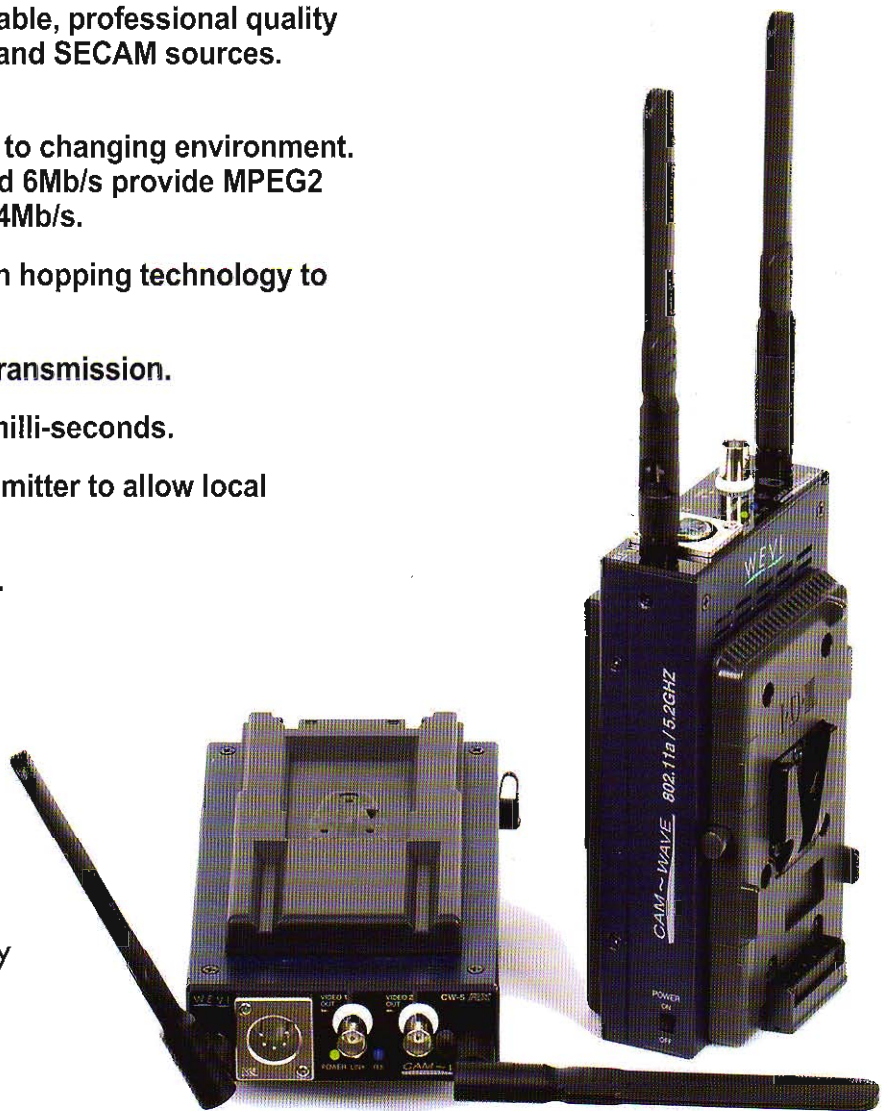 able, professional quality
and SECAM sources.
to changing environment.
d 6Mb/s provide MPEG2
4Mb/s.
n hopping technology to
ransmission.
nilli-seconds.
mitter to allow local
.
y
WEVI
CAM~WAVE 802.11a / 5.2GHZ
POWER
ON
OFF
WEVI
VIDEO 1
OUT
VIDEO 2
OUT
CW-5 RX
POWER LINK
CAM~